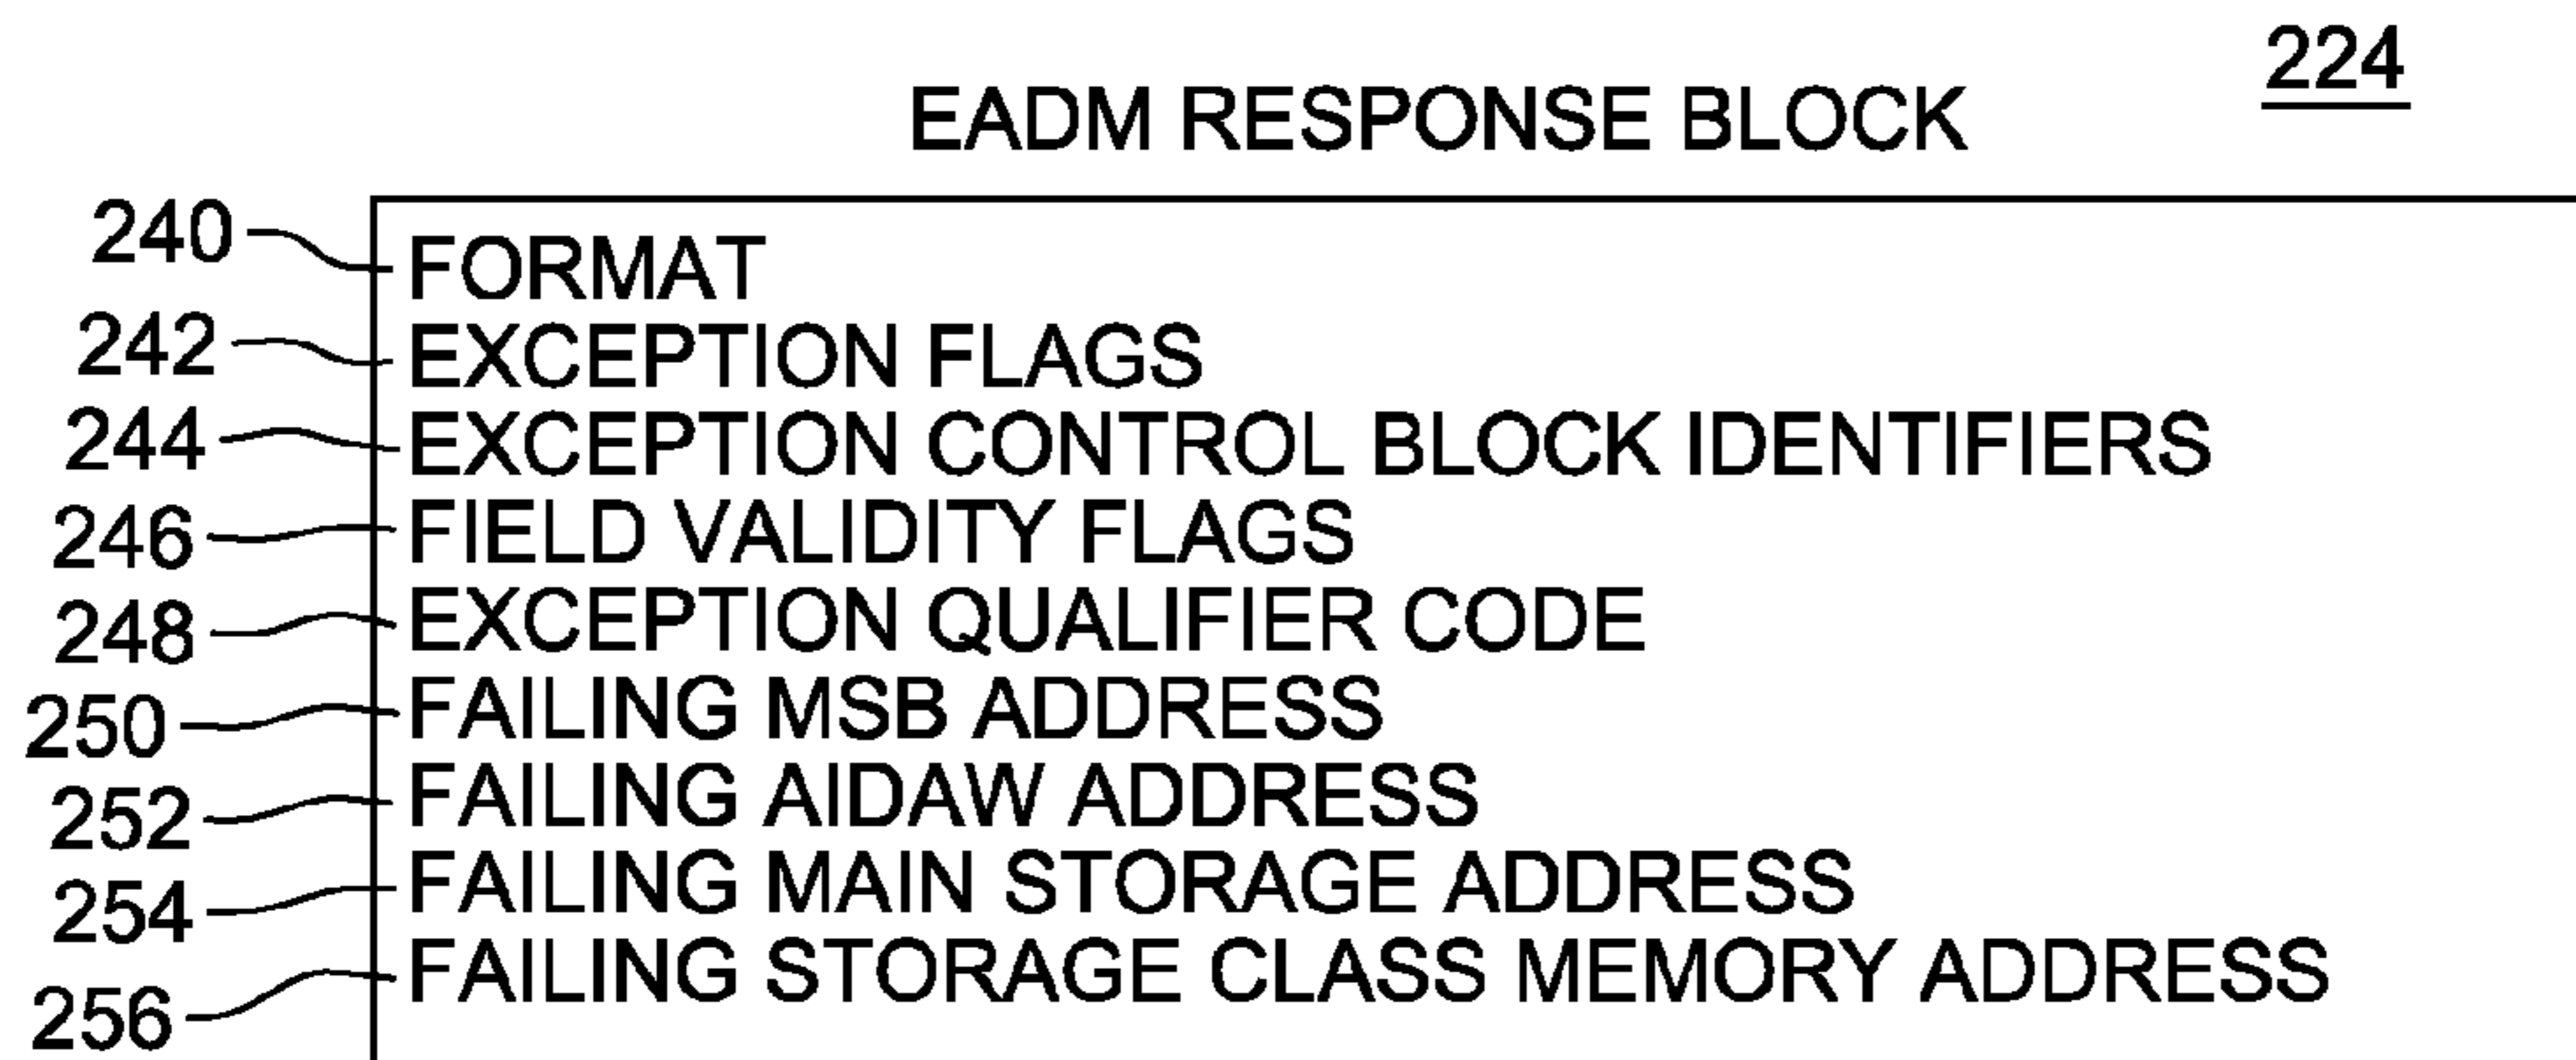 224
EADM RESPONSE BLOCK
240 FORMAT
242 EXCEPTION FLAGS
244 EXCEPTION CONTROL BLOCK IDENTIFIERS
246 FIELD VALIDITY FLAGS
248 EXCEPTION QUALIFIER CODE
250 FAILING MSB ADDRESS
252 FAILING AIDAW ADDRESS
254 FAILING MAIN STORAGE ADDRESS
256 FAILING STORAGE CLASS MEMORY ADDRESS